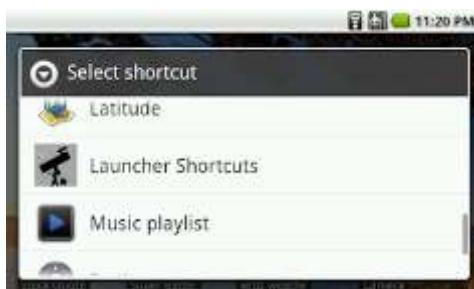 11:20 PM
Select shortcut
Latitude
Launcher Shortcuts
Music playlist